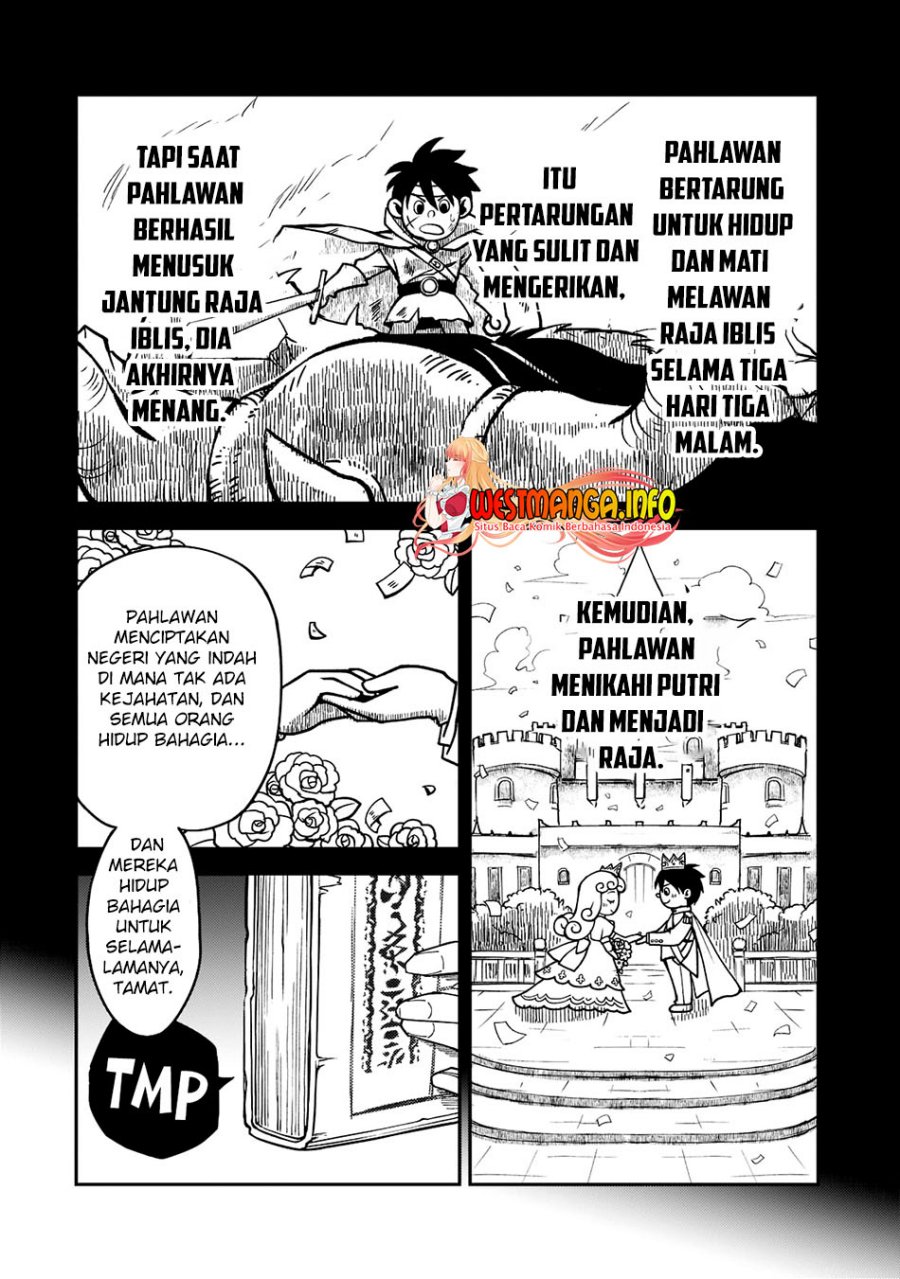 PAHLAWAN
BERTARUNG
UNTUK HIDUP
DAN MATI
MELAWAN
RAJA IBLIS
SELAMA TIGA
HARI TIGA
MALAM.
ITU
PERTARUNGAN
YANG SULIT DAN
MENGERIKAN,
TAPI SAAT
PAHLAWAN
BERHASIL
MENUSUK
JANTUNG RAJA
IBLIS, DIA
AKHIRNYA
MENANG.
WESTMANGA.INFO
Situs Baca Komik Berbahasa Indonesia
KEMUDIAN,
PAHLAWAN
MENIKAHI PUTRI
DAN MENJADI
RAJA.
PAHLAWAN
MENCIPTAKAN
NEGERI YANG INDAH
DI MANA TAK ADA
KEJAHATAN, DAN
SEMUA ORANG
HIDUP BAHAGIA...
DAN
MEREKA
HIDUP
BAHAGIA
UNTUK
SELAMA-
LAMANYA,
TAMAT.
TMP